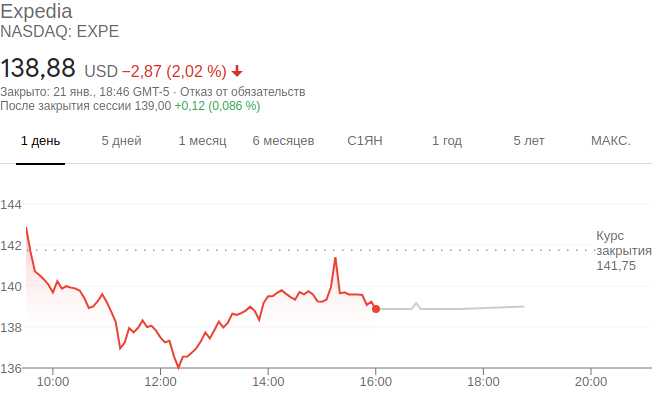 Expedia
NASDAQ: EXPE
138,88 USD −2,87 (2,02 %)
Закрыто: 21 янв., 18:46 GMT-5 · Отказ от обязательств
После закрытия сессии 139,00 +0,12 (0,086 %)
1 день 5 дней 1 месяц 6 месяцев С1ЯН 1 год 5 лет МАКС.
144
142
140
138
136
Курс
закрытия
141,75
10:00 12:00 14:00 16:00 18:00 20:00